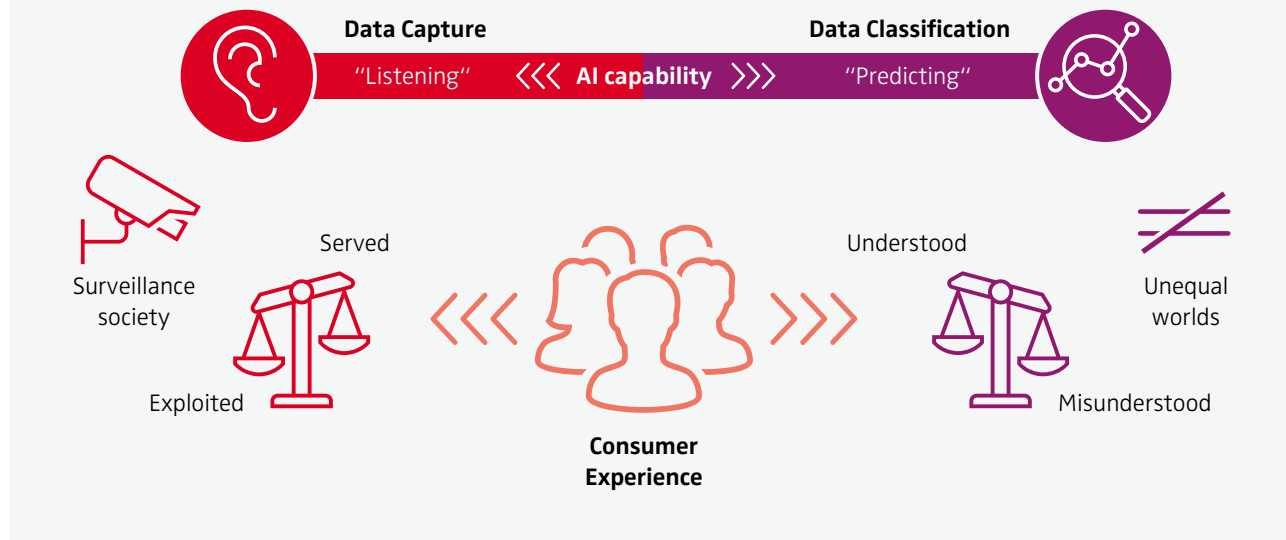 Data Capture
Data Classification
“Listening“
AI capability
“Predicting“
Served
Understood
Surveillance
society
Unequal
worlds
Exploited
Misunderstood
Consumer
Experience